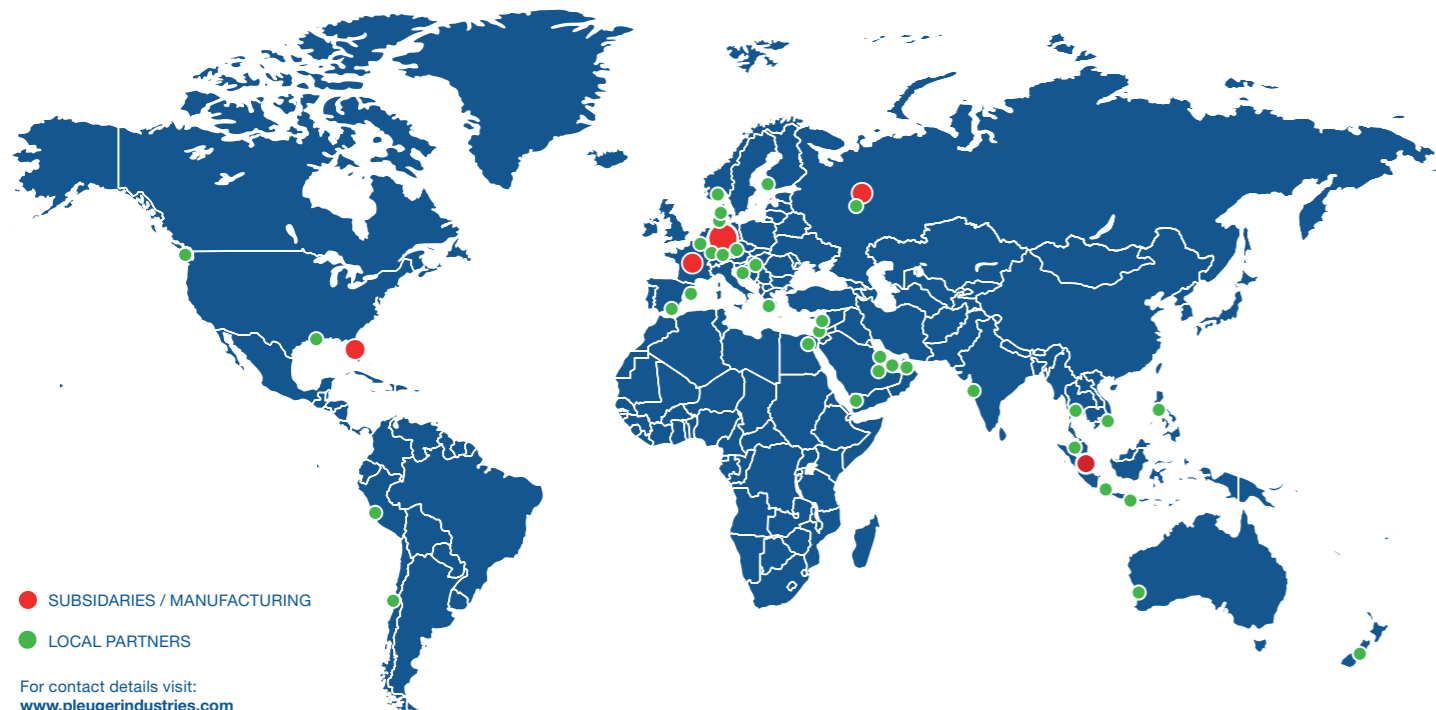 SUBSIDARIES / MANUFACTURING
LOCAL PARTNERS
For contact details visit:
www.pleugerindustries.com